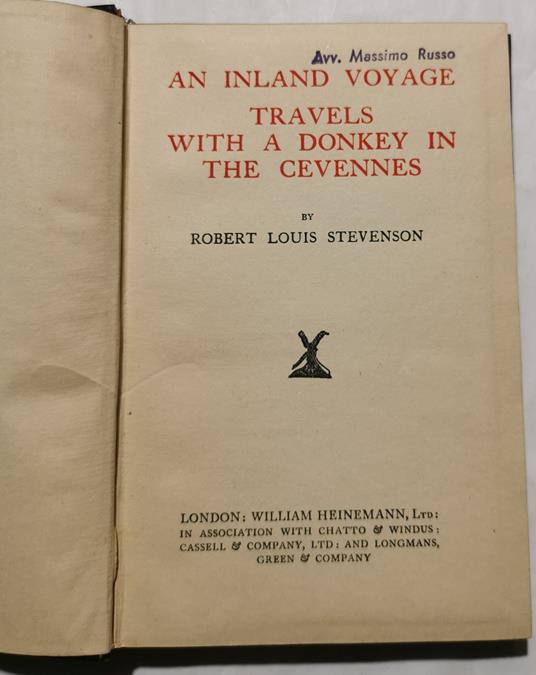 Avv. Massimo Russo
AN INLAND VOYAGE
TRAVELS
WITH A DONKEY IN
THE CEVENNES
BY
ROBERT LOUIS STEVENSON
LONDON: WILLIAM HEINEMANN, LTD:
IN ASSOCIATION WITH CHATTO & WINDUS:
CASSELL & COMPANY, LTD: AND LONGMANS,
GREEN & COMPANY